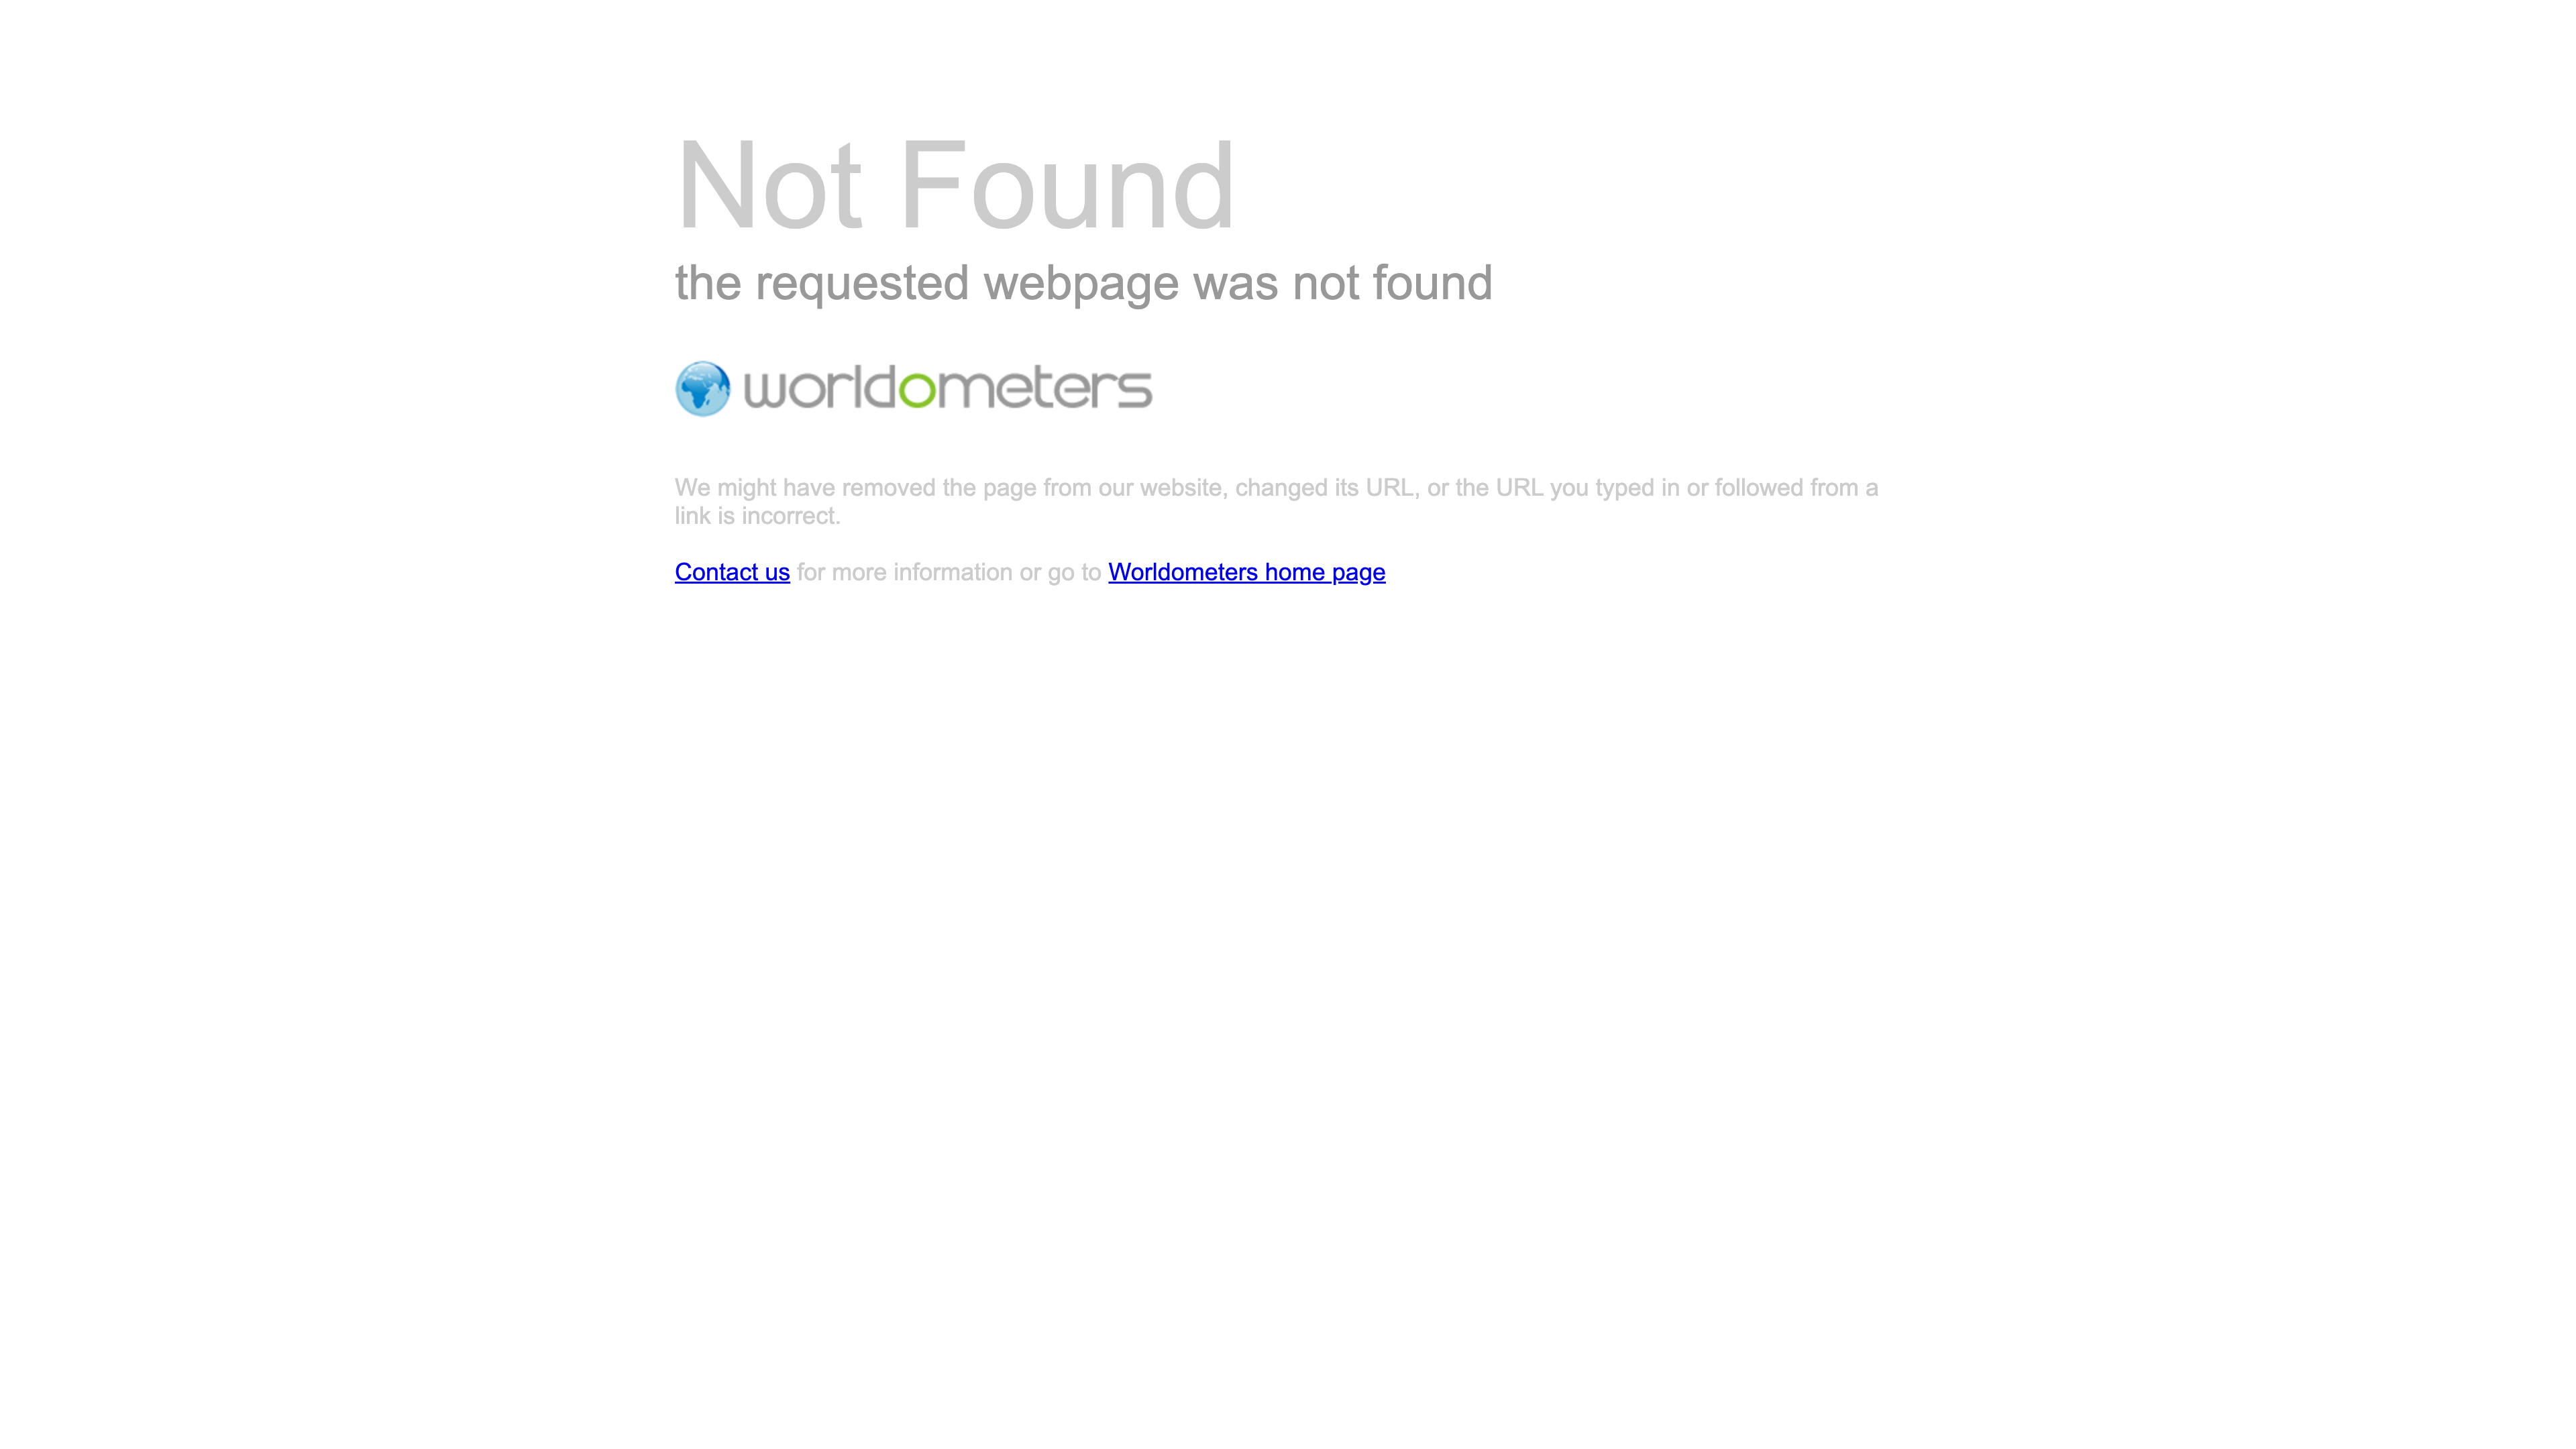 Not Found
the requested webpage was not found
worldometers
We might have removed the page from our website, changed its URL, or the URL you typed in or followed from a
link is incorrect.
Contact us for more information or go to Worldometers home page